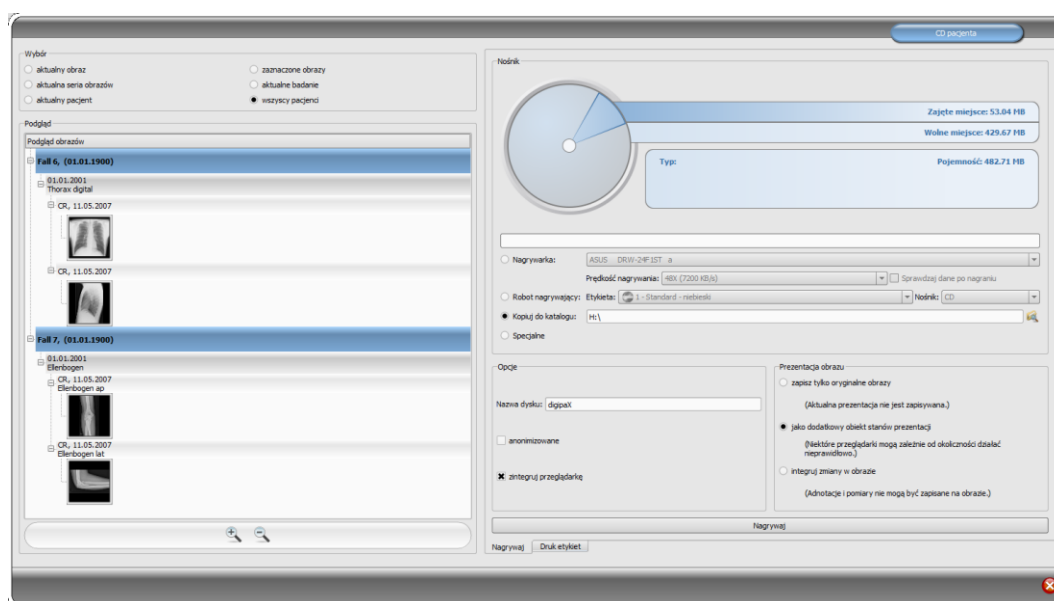 CD pacjenta
Wybór
aktualny obraz
zaznaczone obrazy
aktualna seria obrazów
aktualne badanie
aktualny pacjent
wszyscy pacjenci
Podgląd
Podgląd obrazów
Fall 6, (01.01.1900)
01.01.2001
Thorax digital
CR, 11.05.2007
CR, 11.05.2007
Fall 7, (01.01.1900)
01.01.2001
Ellenbogen
CR, 11.05.2007
Ellenbogen ap
CR, 11.05.2007
Ellenbogen lat
Nośnik
Zajęte miejsce: 53.04 MB
Wolne miejsce: 429.67 MB
Typ: Pojemność: 482.71 MB
Nagrywarka: ASUS DRW-24F1ST a
Prędkość nagrywania: 48X (7200 KB/s) Sprawdzaj dane po nagraniu
Robot nagrywający: Etykieta: 1 - Standard - niebieski Nośnik: CD
Kopiuj do katalogu: H:\
Specjalne
Opcje
Nazwa dysku: digipaX
anonimizowane
zintegruj przeglądarkę
Prezentacja obrazu
zapisz tylko oryginalne obrazy
(Aktualna prezentacja nie jest zapisywana.)
jako dodatkowy obiekt stanów prezentacji
(Niektóre przeglądarki mogą zależnie od okoliczności działać
nieprawidłowo.)
integruj zmiany w obrazie
(Adnotacje i pomiary nie mogą być zapisane na obrazie.)
Nagrywaj
Nagrywaj Druk etykiet